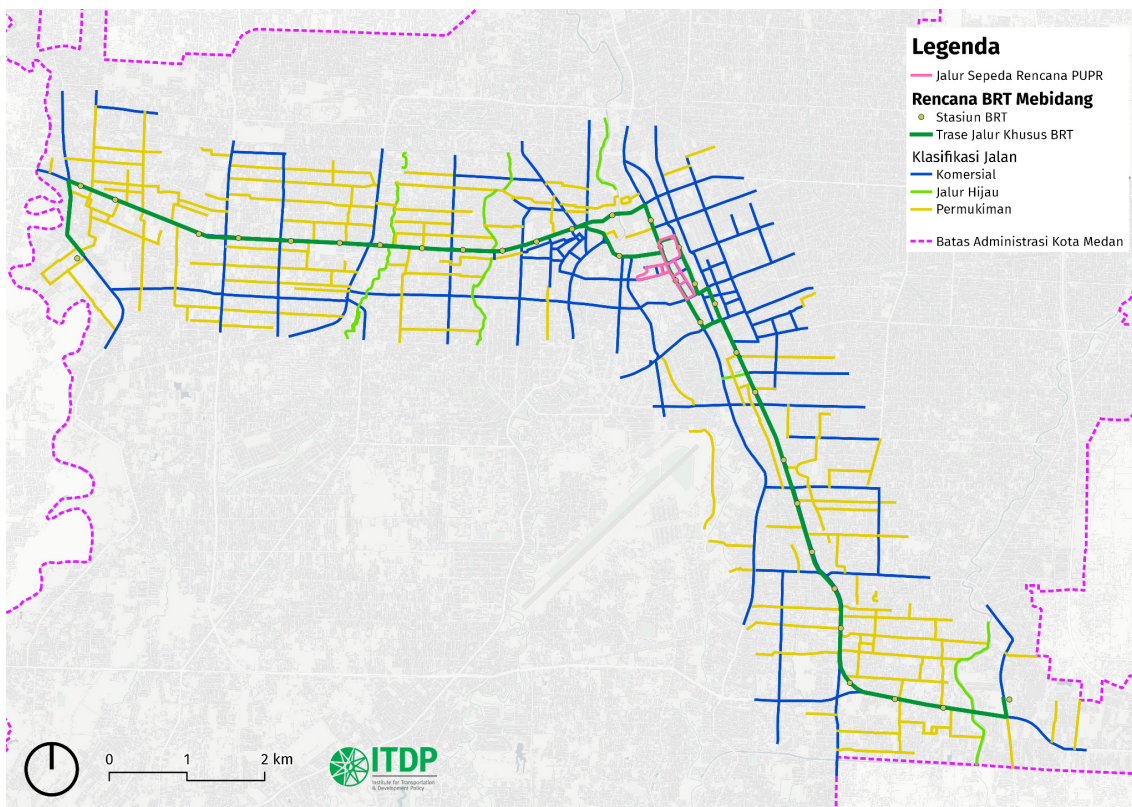 Legenda
Jalur Sepeda Rencana PUPR
Rencana BRT Mebidang
Stasiun BRT
Trase Jalur Khusus BRT
Klasifikasi Jalan
Komersial
Jalur Hijau
Permukiman
Batas Administrasi Kota Medan
0 1 2 km
ITDP
Institute for Transportation
& Development Policy